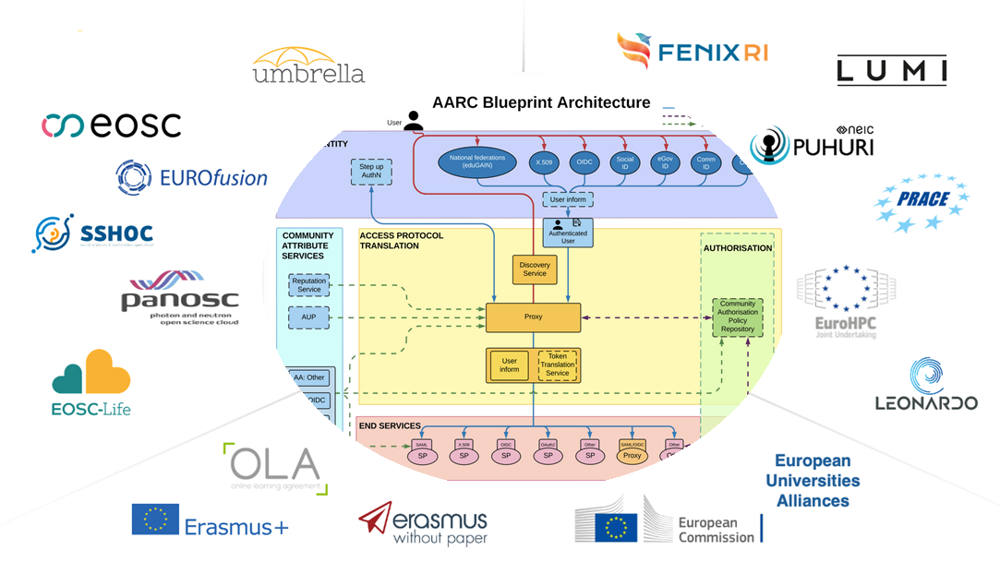 umbrella
FENIX RI
LUMI
AARC Blueprint Architecture
User
eosc
neic
PUHURI
NTITY
National federations
(eduGAIN)
X.509
OIDC
Social
ID
eGov
ID
Comm
ID
Step up
AuthN
EUROfusion
User inform
PRACE
Authenticated
User
SSHOC
COMMUNITY
ATTRIBUTE
SERVICES
ACCESS PROTOCOL
TRANSLATION
AUTHORISATION
Discovery
Service
Reputation
Service
panosc
photon and neutron
open science cloud
AUP
Proxy
Community
Authorisation
Policy
Repository
EuroHPC
Joint Undertaking
User
inform
Token
Translation
Service
AA: Other
OIDC
EOSC-Life
LEONARDO
END SERVICES
SAML
SP
X.509
SP
OIDC
SP
OAuth2
SP
Other
SP
SAML/OIDC
Proxy
Other
OLA
online learning agreement
European
Universities
Alliances
Erasmus+
erasmus
without paper
European
Commission